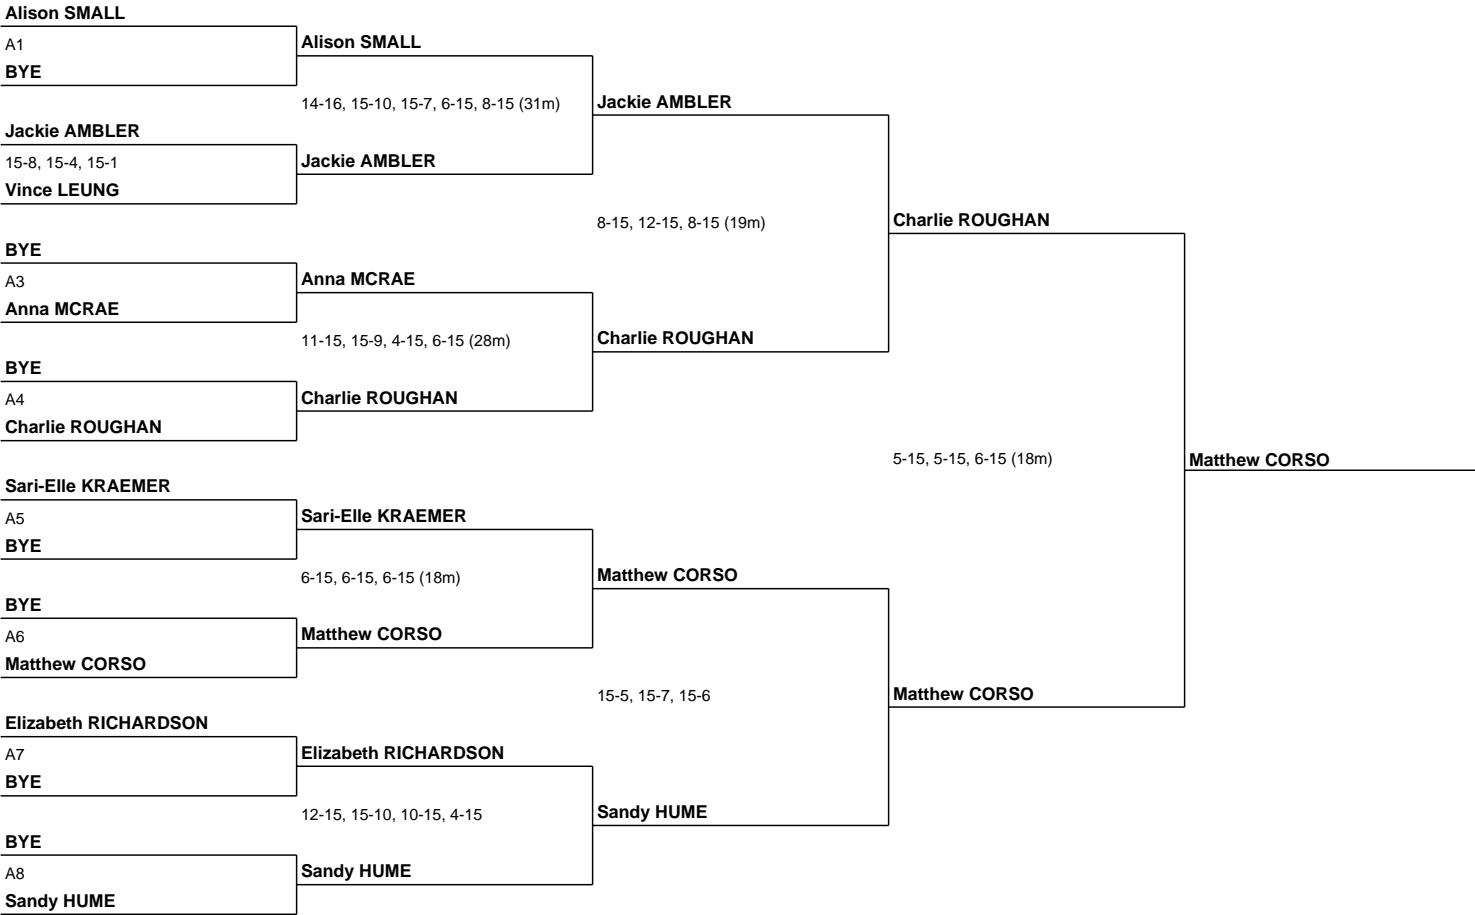 Alison SMALL
A1
BYE
Jackie AMBLER
15-8, 15-4, 15-1
Vince LEUNG
BYE
A3
Anna MCRAE
BYE
A4
Charlie ROUGHAN
Sari-Elle KRAEMER
A5
BYE
BYE
A6
Matthew CORSO
Elizabeth RICHARDSON
A7
BYE
BYE
A8
Sandy HUME
Alison SMALL
14-16, 15-10, 15-7, 6-15, 8-15 (31m)
Jackie AMBLER
Anna MCRAE
11-15, 15-9, 4-15, 6-15 (28m)
Charlie ROUGHAN
Sari-Elle KRAEMER
6-15, 6-15, 6-15 (18m)
Matthew CORSO
Elizabeth RICHARDSON
12-15, 15-10, 10-15, 4-15
Sandy HUME
Jackie AMBLER
8-15, 12-15, 8-15 (19m)
Charlie ROUGHAN
Matthew CORSO
15-5, 15-7, 15-6
Sandy HUME
Charlie ROUGHAN
5-15, 5-15, 6-15 (18m)
Matthew CORSO
Matthew CORSO